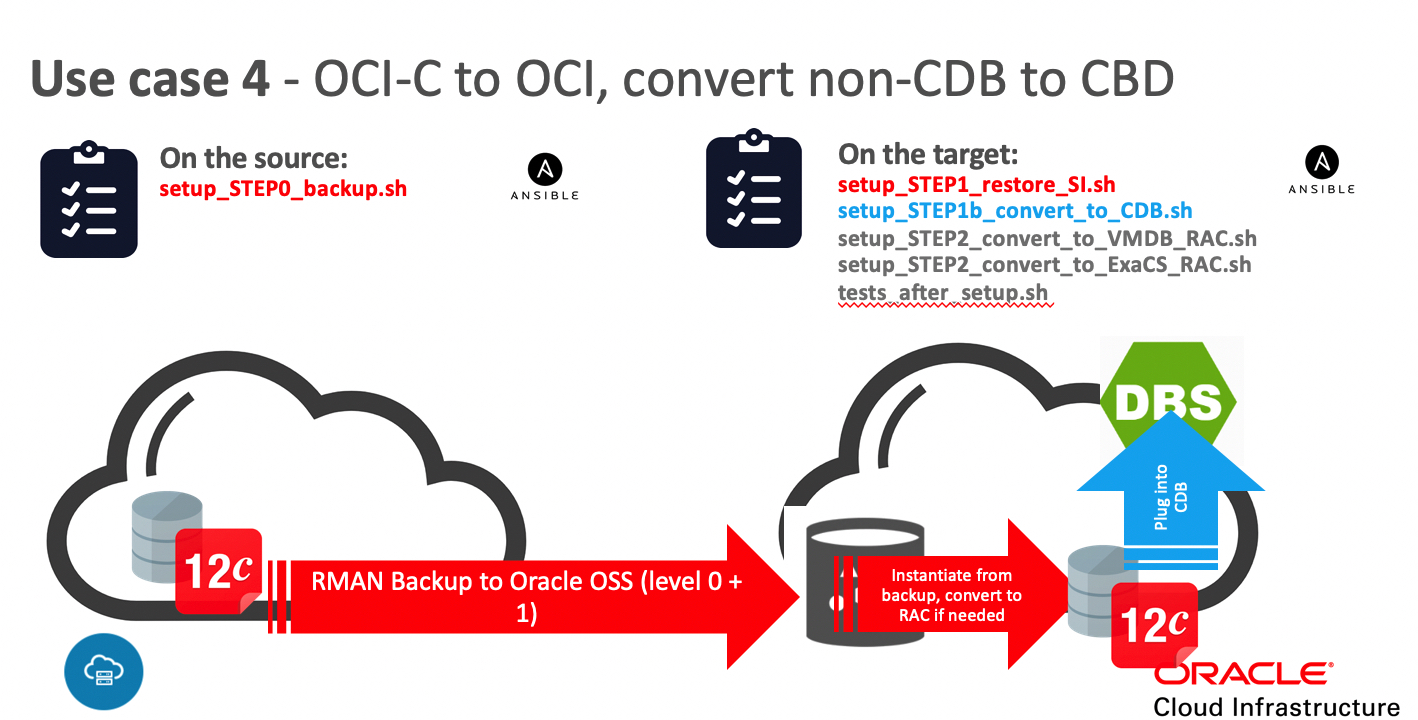 Use case 4 - OCI-C to OCI, convert non-CDB to CBD
On the source:
setup_STEP0_backup.sh
ANSIBLE
On the target:
setup_STEP1_restore_SI.sh
setup_STEP1b_convert_to_CDB.sh
setup_STEP2_convert_to_VMDB_RAC.sh
setup_STEP2_convert_to_ExaCS_RAC.sh
tests_after_setup.sh
ANSIBLE
DBS
Plug into
CDB
12c
RMAN Backup to Oracle OSS (level 0 +
1)
Instantiate from
backup, convert to
RAC if needed
12c
ORACLE®
Cloud Infrastructure